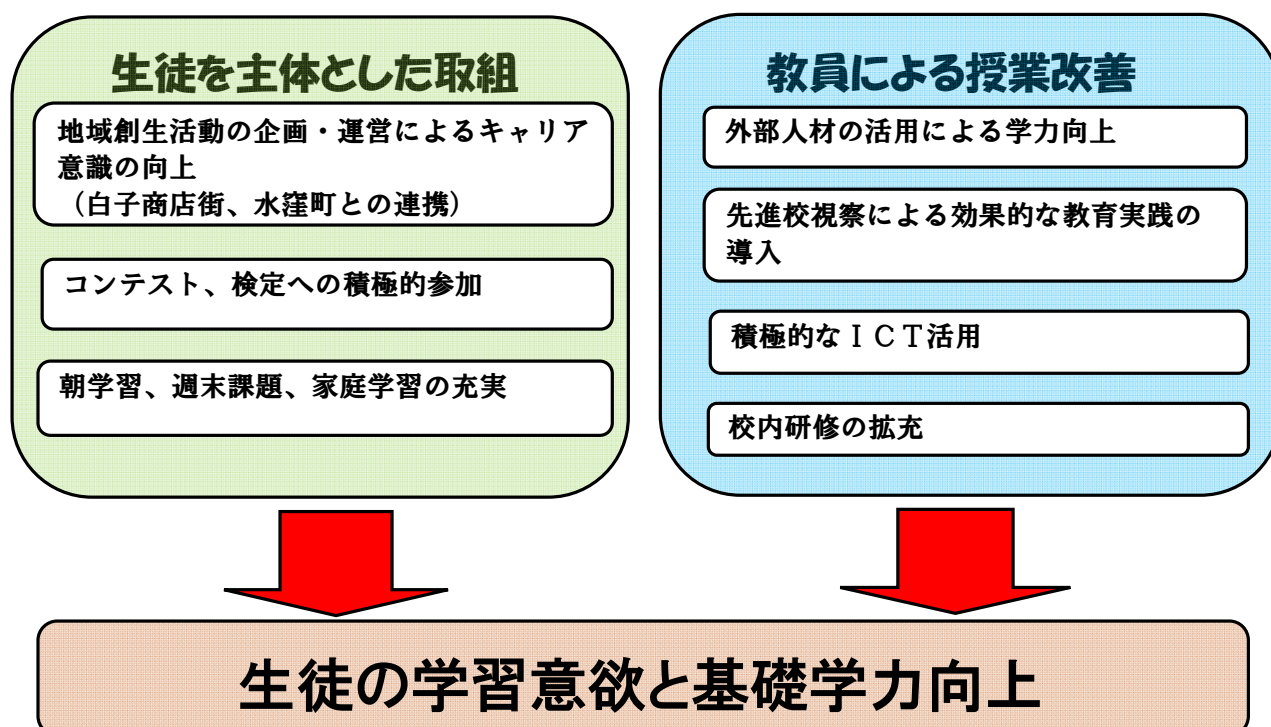 生徒を主体とした取組
地域創生活動の企画・運営によるキャリア
意識の向上
（白子商店街、水窪町との連携）
コンテスト、検定への積極的参加
朝学習、週末課題、家庭学習の充実
教員による授業改善
外部人材の活用による学力向上
先進校視察による効果的な教育実践の
導入
積極的なＩＣＴ活用
校内研修の拡充
生徒の学習意欲と基礎学力向上